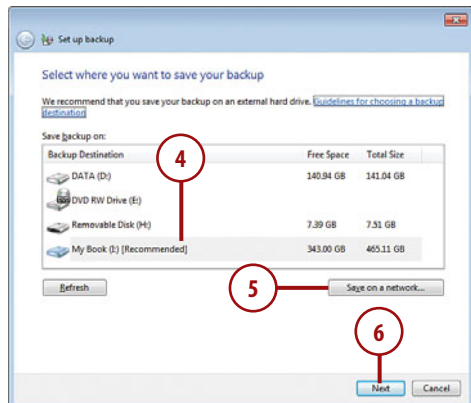 Set up backup
Select where you want to save your backup
We recommend that you save your backup on an external hard drive. Guidelines for choosing a backup
destination
Save backup on:
Backup Destination Free Space Total Size
DATA (D:) 140.94 GB 141.04 GB
DVD RW Drive (E:)
Removable Disk (H:) 7.39 GB 7.51 GB
My Book (I:) [Recommended] 343.00 GB 465.11 GB
4
Refresh
5
Save on a network...
6
Next Cancel